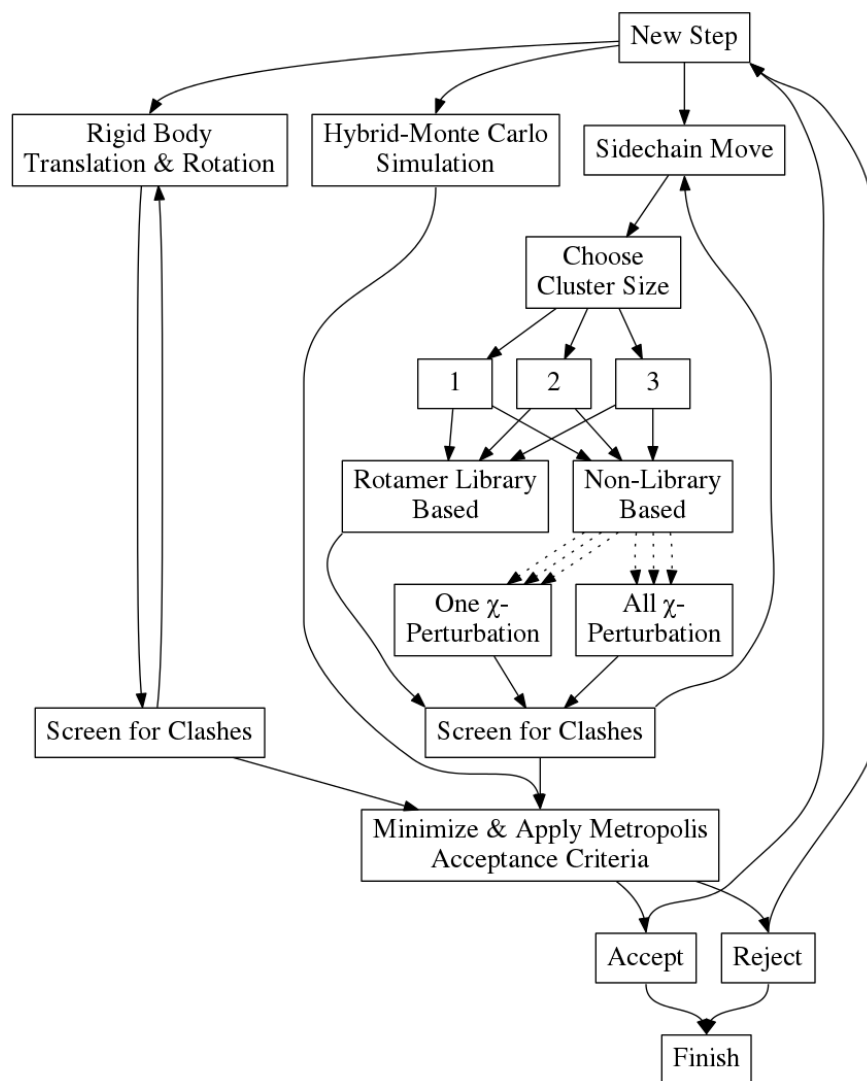 New Step
Rigid Body
Translation & Rotation
Hybrid-Monte Carlo
Simulation
Sidechain Move
Choose
Cluster Size
1
2
3
Rotamer Library
Based
Non-Library
Based
One χ-
Perturbation
All χ-
Perturbation
Screen for Clashes
Screen for Clashes
Minimize & Apply Metropolis
Acceptance Criteria
Accept
Reject
Finish